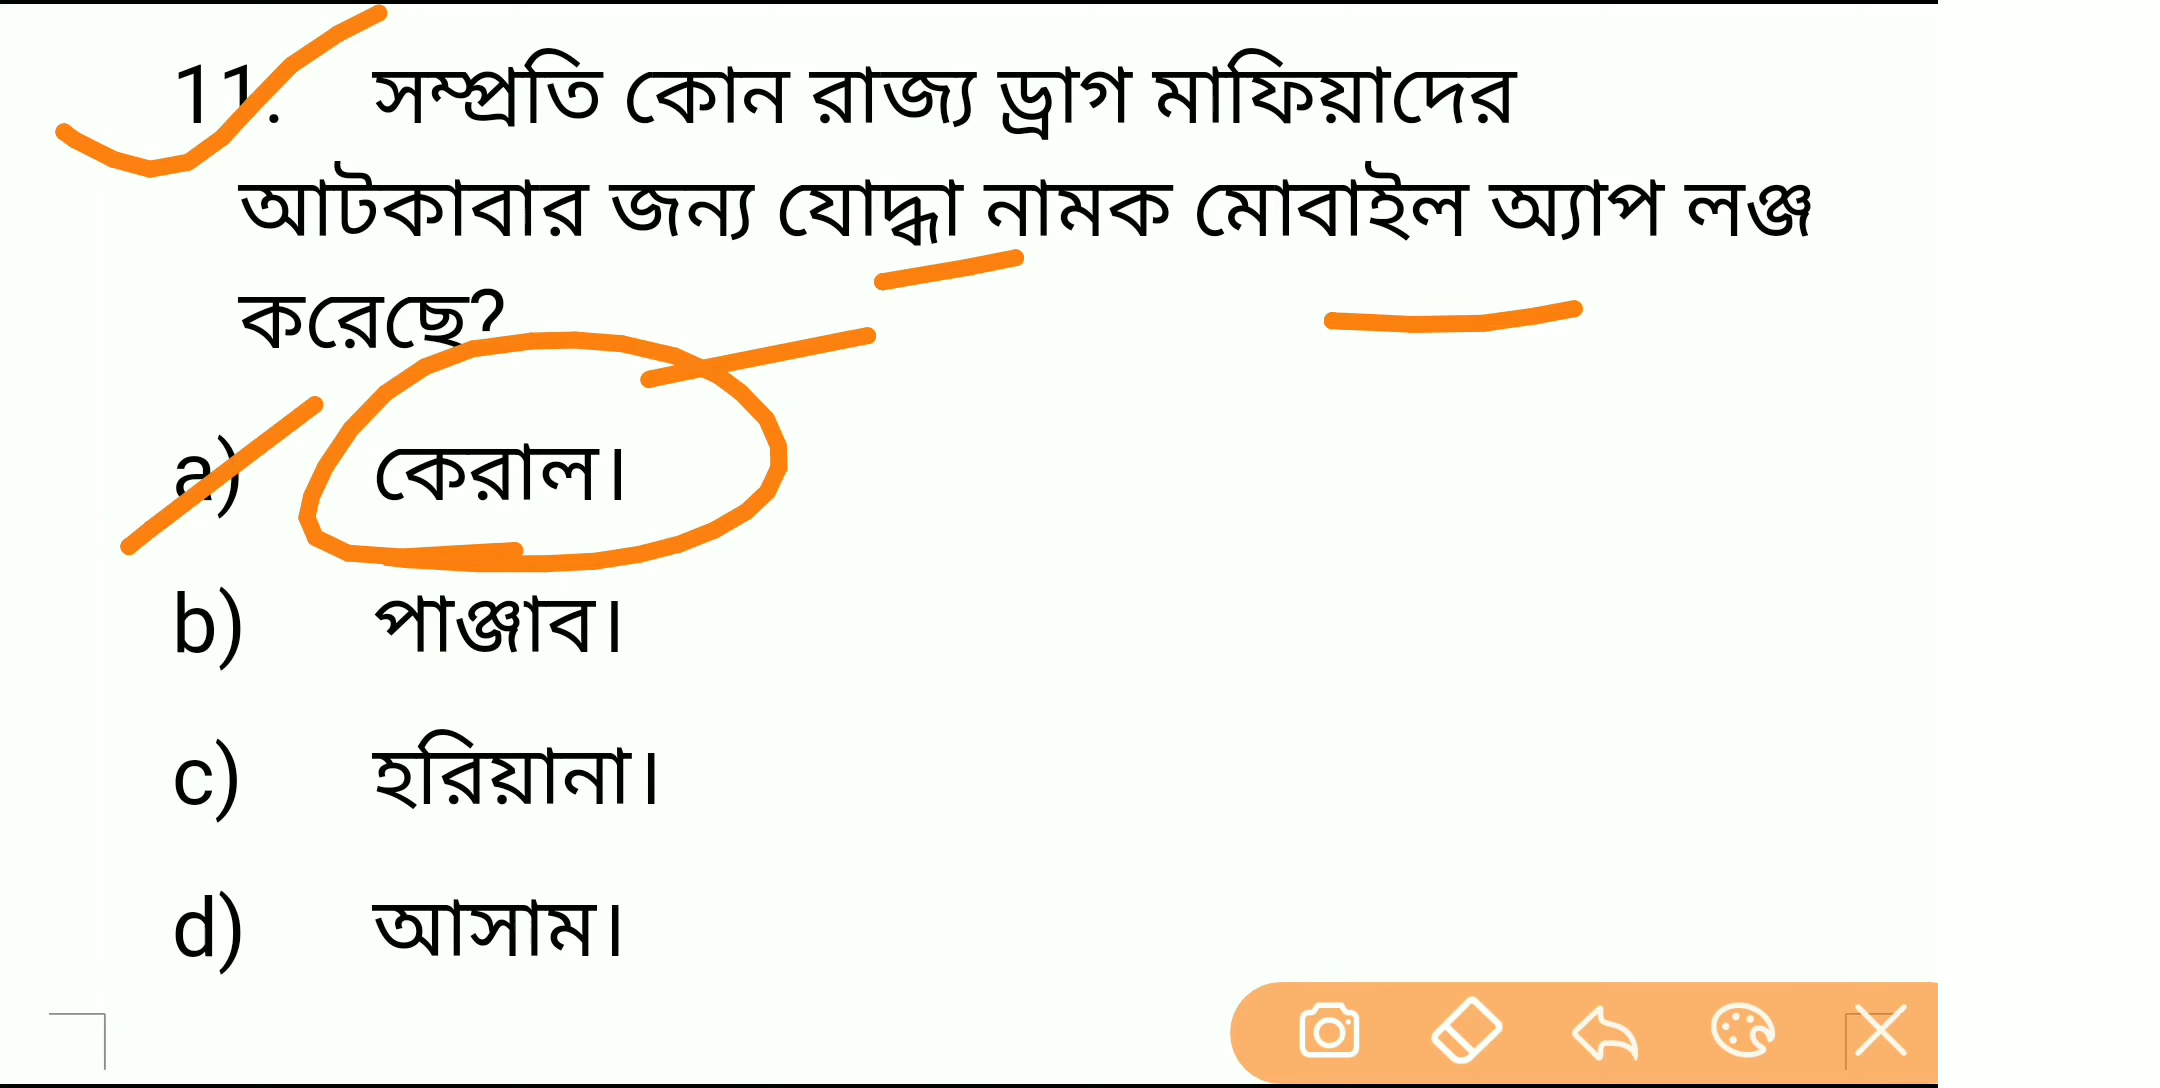 11. সম্প্রতি কোন রাজ্য ড্রাগ মাফিয়াদের
আটকাবার জন্য যোদ্ধা নামক মোবাইল অ্যাপ লঞ্জ
করেছে?
a) কেরাল।
b) পাঞ্জাব।
c) হরিয়ানা।
d) আসাম।